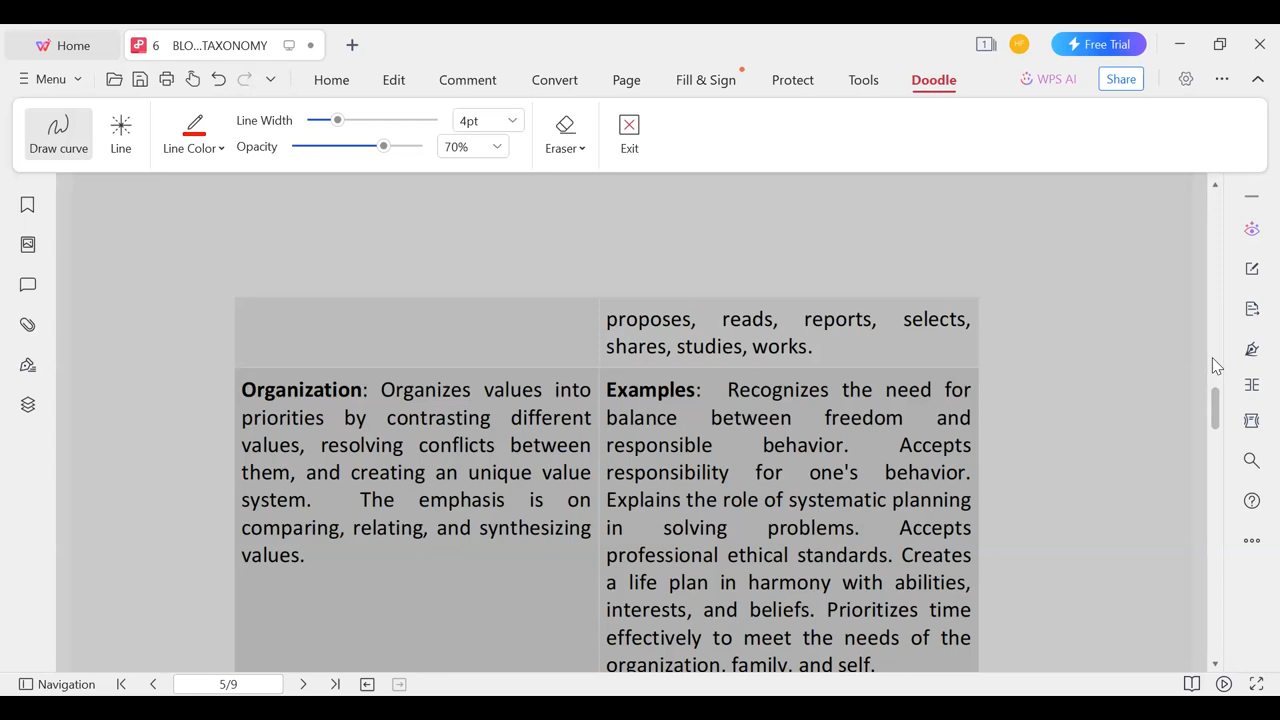 Home
6 BLO...TAXONOMY
1
HF
Free Trial
Menu
Home Edit Comment Convert Page Fill & Sign Protect Tools Doodle
WPS AI
Share
Draw curve
Line
Line Color
Line Width
4pt
Opacity
70%
Eraser
Exit
proposes, reads, reports, selects,
shares, studies, works.
Organization: Organizes values into
priorities by contrasting different
values, resolving conflicts between
them, and creating an unique value
system. The emphasis is on
comparing, relating, and synthesizing
values.
Examples: Recognizes the need for
balance between freedom and
responsible behavior. Accepts
responsibility for one's behavior.
Explains the role of systematic planning
in solving problems. Accepts
professional ethical standards. Creates
a life plan in harmony with abilities,
interests, and beliefs. Prioritizes time
effectively to meet the needs of the
organization, family, and self.
Navigation
5/9